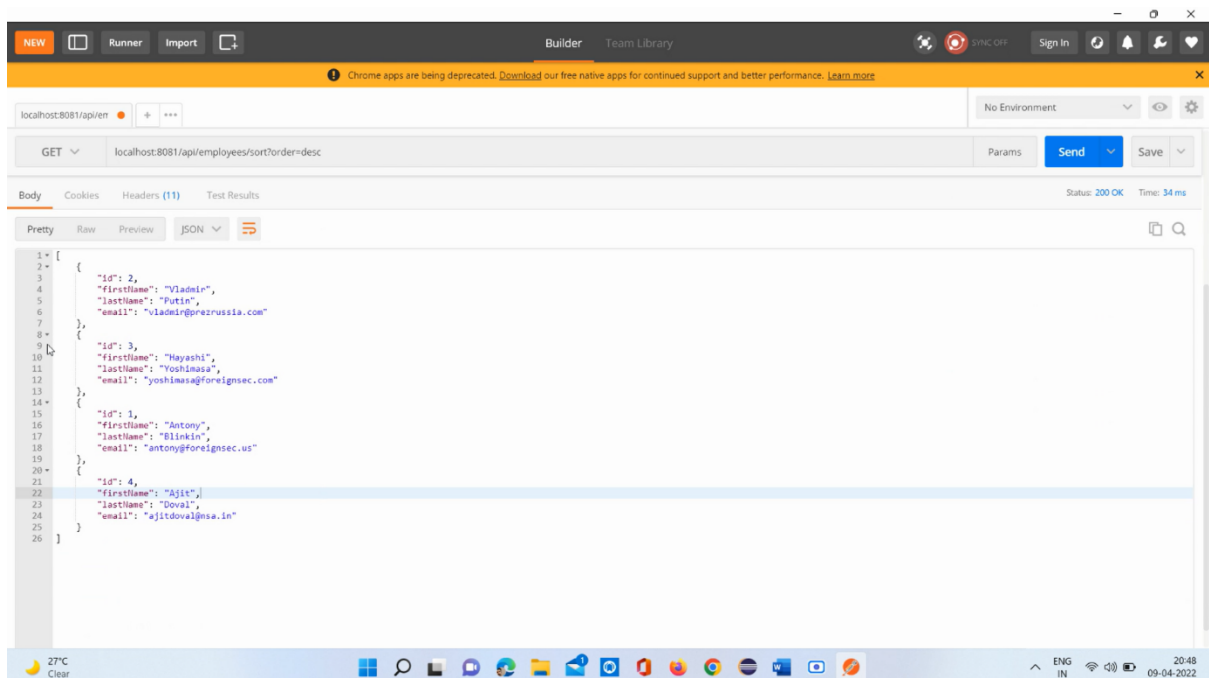 NEW Runner Import Builder Team Library SYNC OFF Sign In
Chrome apps are being deprecated. Download our free native apps for continued support and better performance. Learn more
localhost:8081/api/em + ••• No Environment
GET localhost:8081/api/employees/sort?order=desc Params Send Save
Body Cookies Headers (11) Test Results Status: 200 OK Time: 34 ms
Pretty Raw Preview JSON
1 [
2 {
3 "id": 2,
4 "firstName": "Vladmir",
5 "lastName": "Putin",
6 "email": "vladmir@prezrussia.com"
7 },
8 {
9 "id": 3,
10 "firstName": "Hayashi",
11 "lastName": "Yoshimasa",
12 "email": "yoshimasa@foreignsec.com"
13 },
14 {
15 "id": 1,
16 "firstName": "Antony",
17 "lastName": "Blinkin",
18 "email": "antony@foreignsec.us"
19 },
20 {
21 "id": 4,
22 "firstName": "Ajit",
23 "lastName": "Doval",
24 "email": "ajitdoval@nsa.in"
25 }
26 ]
27°C ENG 20:48
Clear IN 09-04-2022